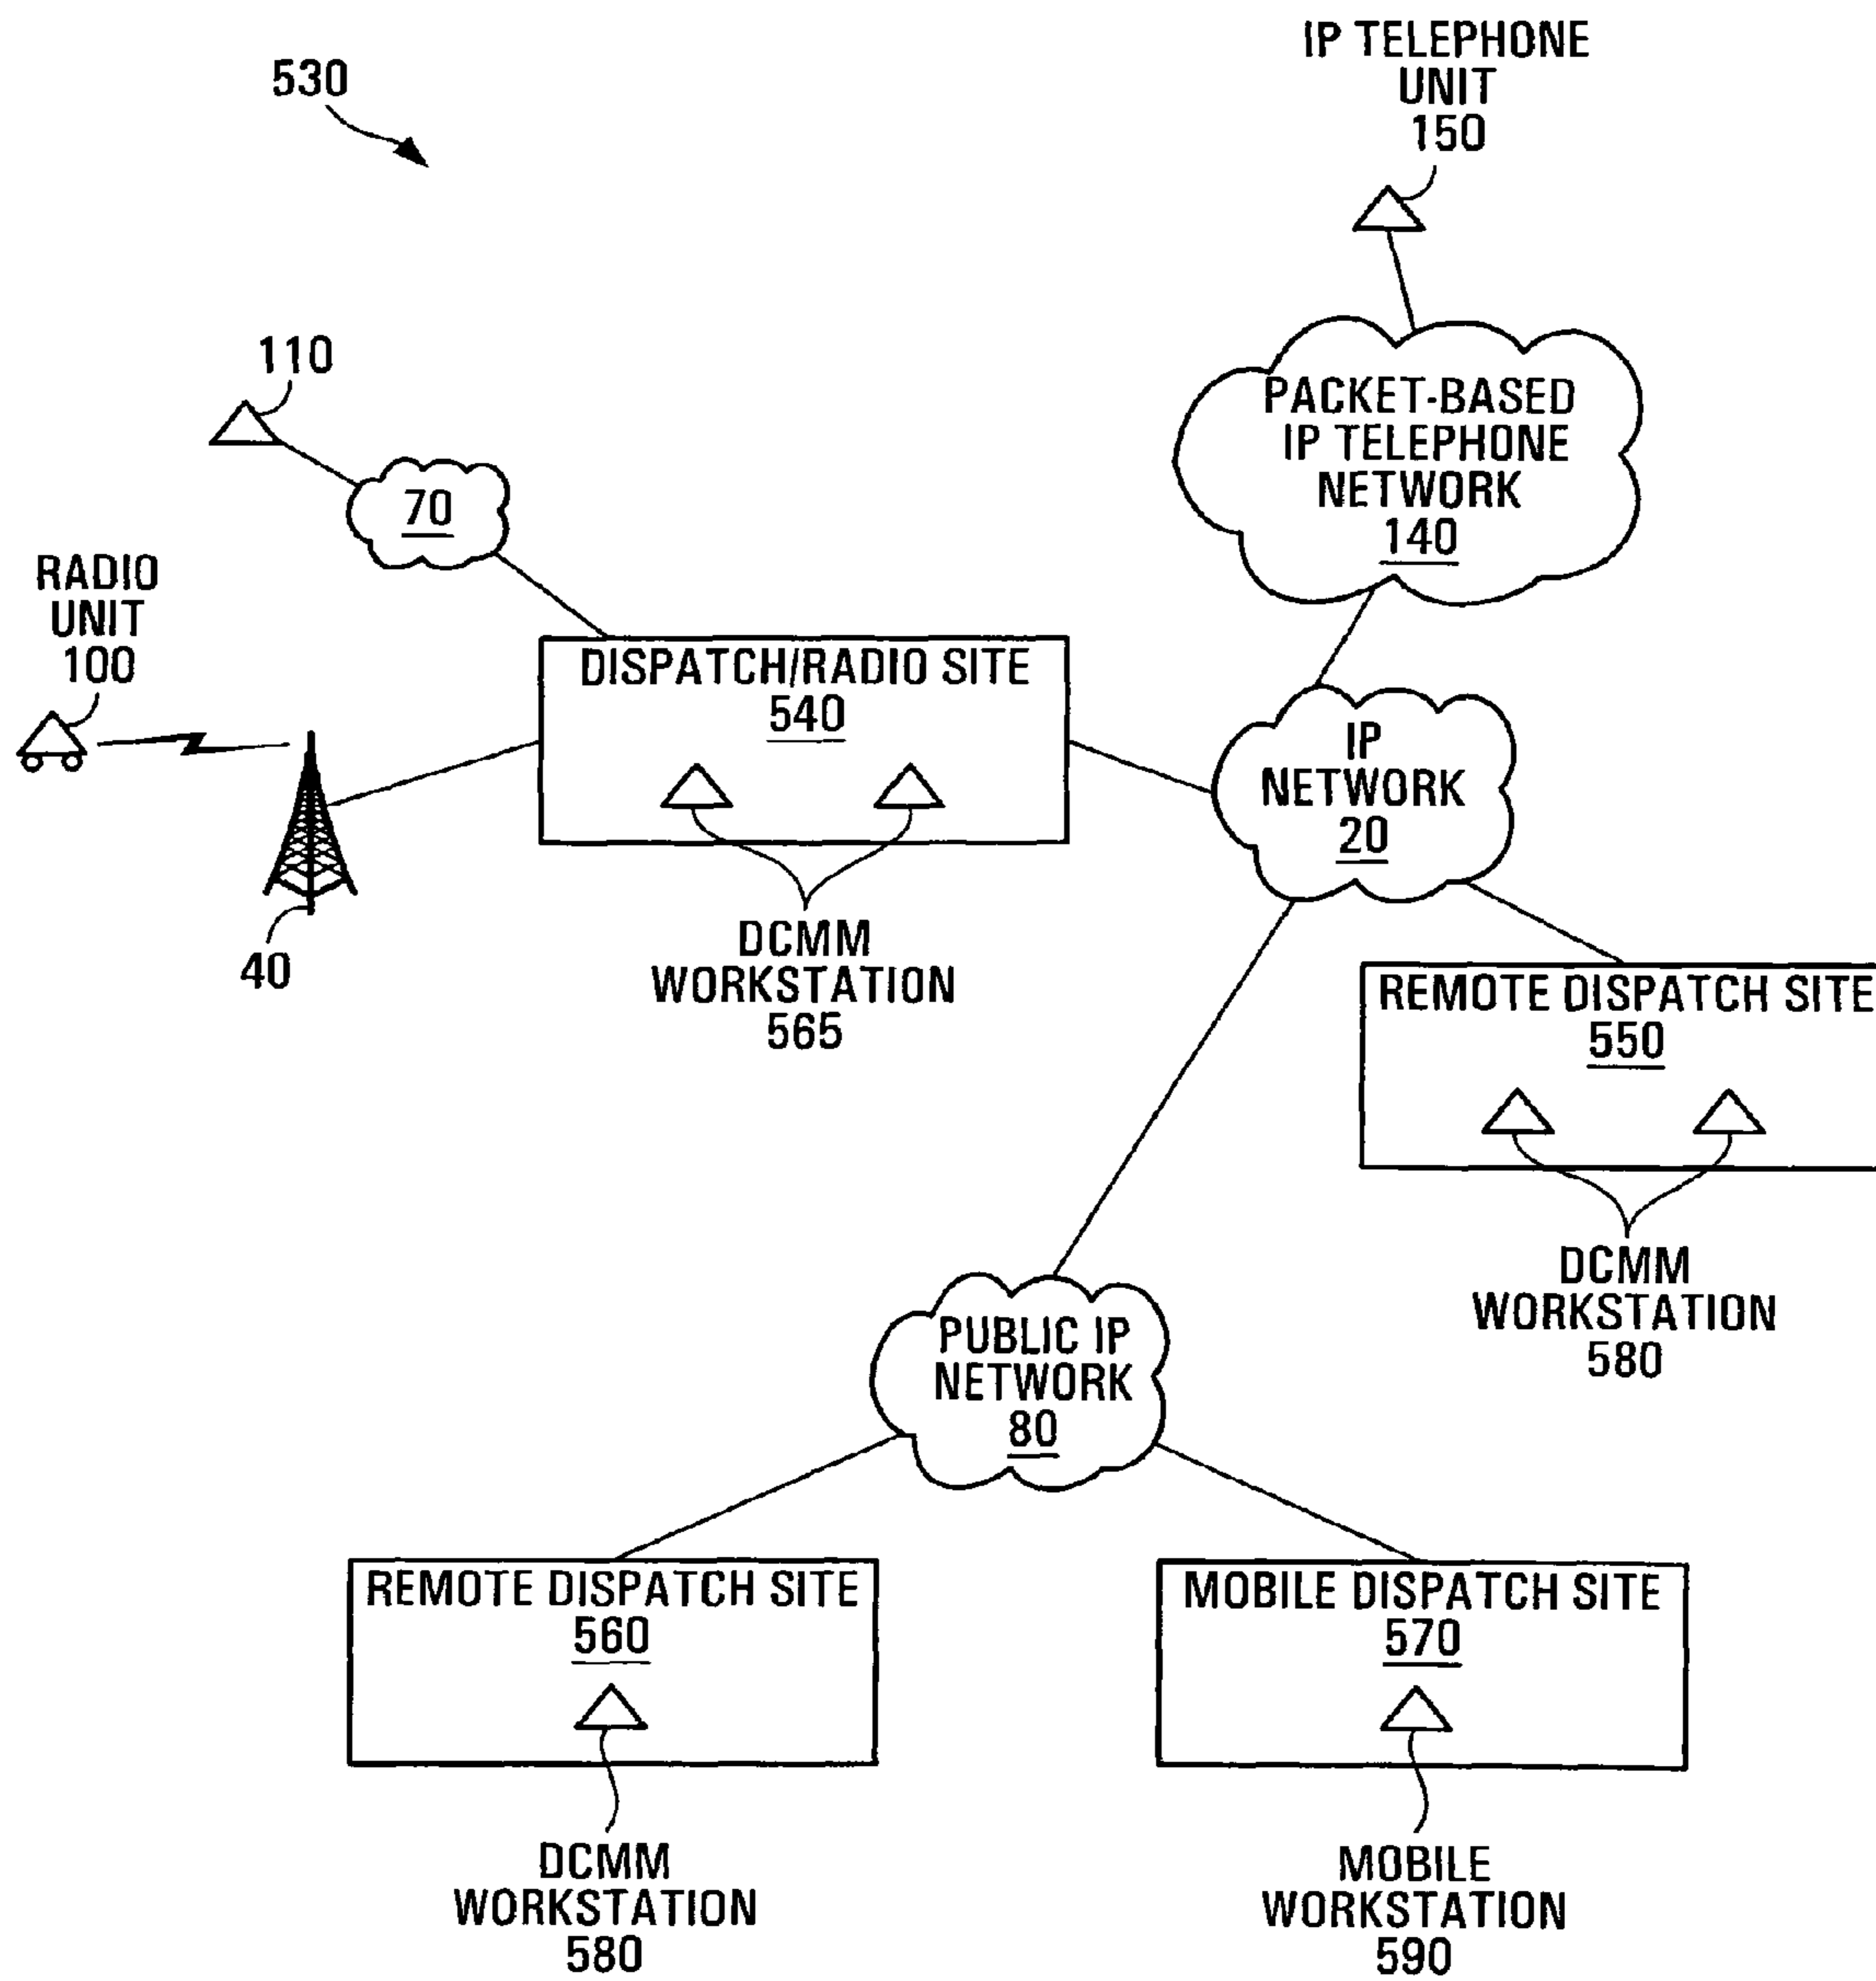 530
IP TELEPHONE
UNIT
150
110
70
PACKET-BASED
IP TELEPHONE
NETWORK
140
RADIO
UNIT
100
40
DISPATCH/RADIO SITE
540
DCMM
WORKSTATION
565
IP
NETWORK
20
REMOTE DISPATCH SITE
550
DCMM
WORKSTATION
580
PUBLIC IP
NETWORK
80
REMOTE DISPATCH SITE
560
DCMM
WORKSTATION
580
MOBILE DISPATCH SITE
570
MOBILE
WORKSTATION
590